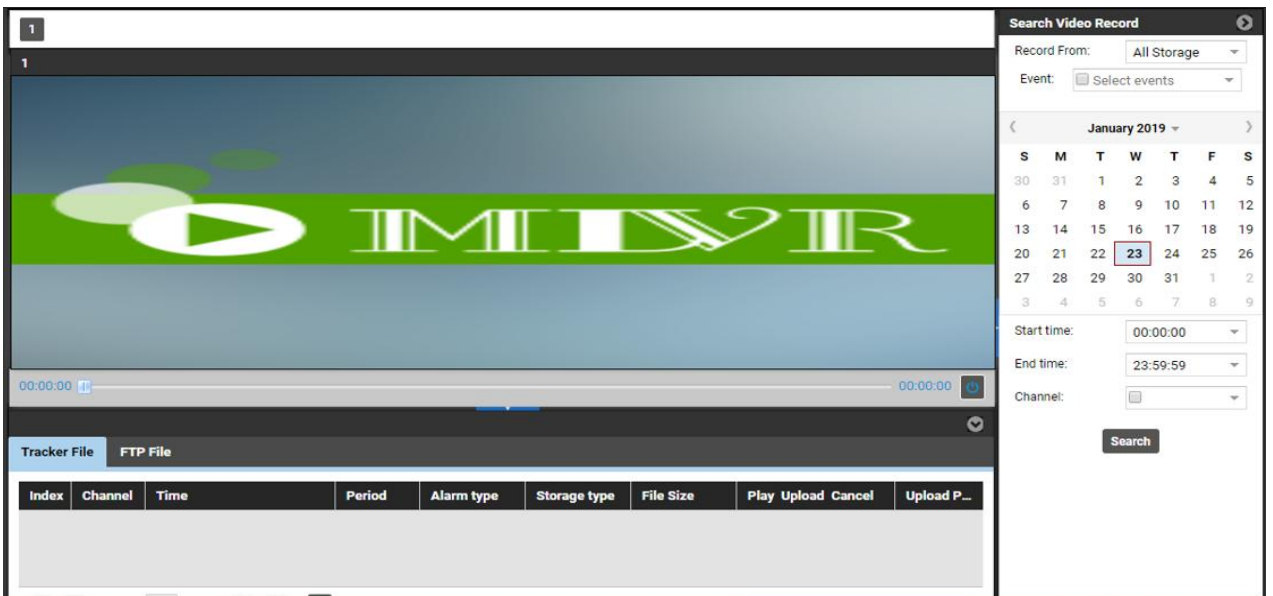 1
1
MDVR
00:00:00 00:00:00
Tracker File FTP File
Index Channel Time Period Alarm type Storage type File Size Play Upload Cancel Upload P...
Search Video Record
Record From: All Storage
Event: Select events
January 2019
S M T W T F S
30 31 1 2 3 4 5
6 7 8 9 10 11 12
13 14 15 16 17 18 19
20 21 22 23 24 25 26
27 28 29 30 31 1 2
3 4 5 6 7 8 9
Start time: 00:00:00
End time: 23:59:59
Channel:
Search